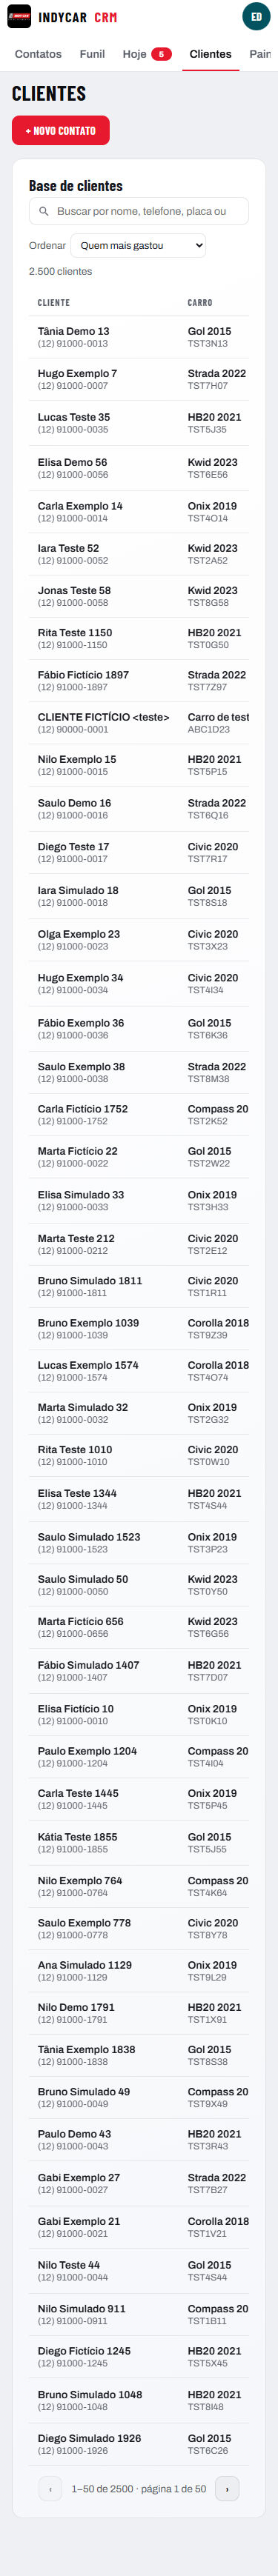 INDYCAR CRM
ED
Contatos Funil Hoje 5 Clientes Pain
CLIENTES
+ NOVO CONTATO
Base de clientes
Buscar por nome, telefone, placa ou
Ordenar Quem mais gastou
2.500 clientes
CLIENTE CARRO
Tânia Demo 13 Gol 2015
(12) 91000-0013 TST3N13
Hugo Exemplo 7 Strada 2022
(12) 91000-0007 TST7H07
Lucas Teste 35 HB20 2021
(12) 91000-0035 TST5J35
Elisa Demo 56 Kwid 2023
(12) 91000-0056 TST6E56
Carla Exemplo 14 Onix 2019
(12) 91000-0014 TST4O14
Iara Teste 52 Kwid 2023
(12) 91000-0052 TST2A52
Jonas Teste 58 Kwid 2023
(12) 91000-0058 TST8G58
Rita Teste 1150 HB20 2021
(12) 91000-1150 TST0G50
Fábio Fictício 1897 Strada 2022
(12) 91000-1897 TST7Z97
CLIENTE FICTÍCIO <teste> Carro de test
(12) 90000-0001 ABC1D23
Nilo Exemplo 15 HB20 2021
(12) 91000-0015 TST5P15
Saulo Demo 16 Strada 2022
(12) 91000-0016 TST6Q16
Diego Teste 17 Civic 2020
(12) 91000-0017 TST7R17
Iara Simulado 18 Gol 2015
(12) 91000-0018 TST8S18
Olga Exemplo 23 Civic 2020
(12) 91000-0023 TST3X23
Hugo Exemplo 34 Civic 2020
(12) 91000-0034 TST4I34
Fábio Exemplo 36 Gol 2015
(12) 91000-0036 TST6K36
Saulo Exemplo 38 Strada 2022
(12) 91000-0038 TST8M38
Carla Fictício 1752 Compass 20
(12) 91000-1752 TST2K52
Marta Fictício 22 Gol 2015
(12) 91000-0022 TST2W22
Elisa Simulado 33 Onix 2019
(12) 91000-0033 TST3H33
Marta Teste 212 Civic 2020
(12) 91000-0212 TST2E12
Bruno Simulado 1811 Civic 2020
(12) 91000-1811 TST1R11
Bruno Exemplo 1039 Corolla 2018
(12) 91000-1039 TST9Z39
Lucas Exemplo 1574 Corolla 2018
(12) 91000-1574 TST4O74
Marta Simulado 32 Onix 2019
(12) 91000-0032 TST2G32
Rita Teste 1010 Civic 2020
(12) 91000-1010 TST0W10
Elisa Teste 1344 HB20 2021
(12) 91000-1344 TST4S44
Saulo Simulado 1523 Onix 2019
(12) 91000-1523 TST3P23
Saulo Simulado 50 Kwid 2023
(12) 91000-0050 TST0Y50
Marta Fictício 656 Kwid 2023
(12) 91000-0656 TST6G56
Fábio Simulado 1407 HB20 2021
(12) 91000-1407 TST7D07
Elisa Fictício 10 Onix 2019
(12) 91000-0010 TST0K10
Paulo Exemplo 1204 Compass 20
(12) 91000-1204 TST4I04
Carla Teste 1445 Onix 2019
(12) 91000-1445 TST5P45
Kátia Teste 1855 Gol 2015
(12) 91000-1855 TST5J55
Nilo Exemplo 764 Compass 20
(12) 91000-0764 TST4K64
Saulo Exemplo 778 Civic 2020
(12) 91000-0778 TST8Y78
Ana Simulado 1129 Onix 2019
(12) 91000-1129 TST9L29
Nilo Demo 1791 HB20 2021
(12) 91000-1791 TST1X91
Tânia Exemplo 1838 Gol 2015
(12) 91000-1838 TST8S38
Bruno Simulado 49 Compass 20
(12) 91000-0049 TST9X49
Paulo Demo 43 HB20 2021
(12) 91000-0043 TST3R43
Gabi Exemplo 27 Strada 2022
(12) 91000-0027 TST7B27
Gabi Exemplo 21 Corolla 2018
(12) 91000-0021 TST1V21
Nilo Teste 44 Gol 2015
(12) 91000-0044 TST4S44
Nilo Simulado 911 Compass 20
(12) 91000-0911 TST1B11
Diego Fictício 1245 HB20 2021
(12) 91000-1245 TST5X45
Bruno Simulado 1048 HB20 2021
(12) 91000-1048 TST8I48
Diego Simulado 1926 Gol 2015
(12) 91000-1926 TST6C26
‹ 1–50 de 2500 · página 1 de 50 ›